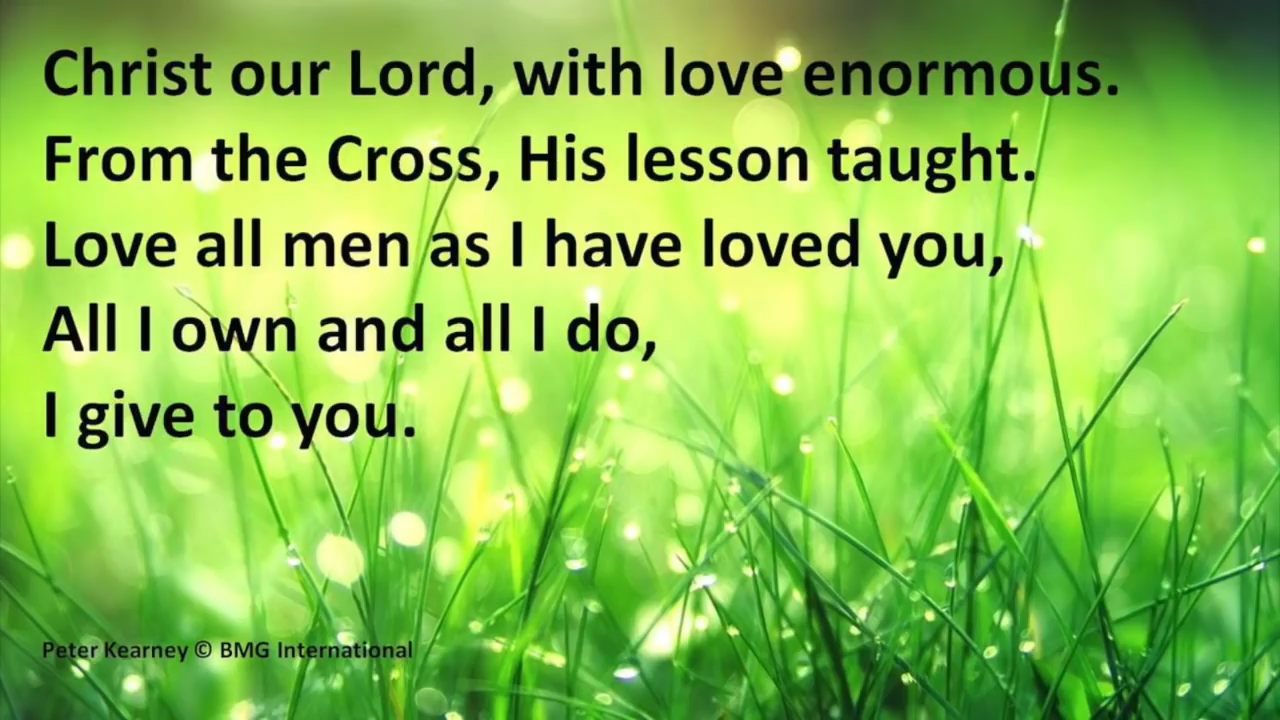 Christ our Lord, with love enormous.
From the Cross, His lesson taught.
Love all men as I have loved you,
All I own and all I do,
I give to you.
Peter Kearney © BMG International